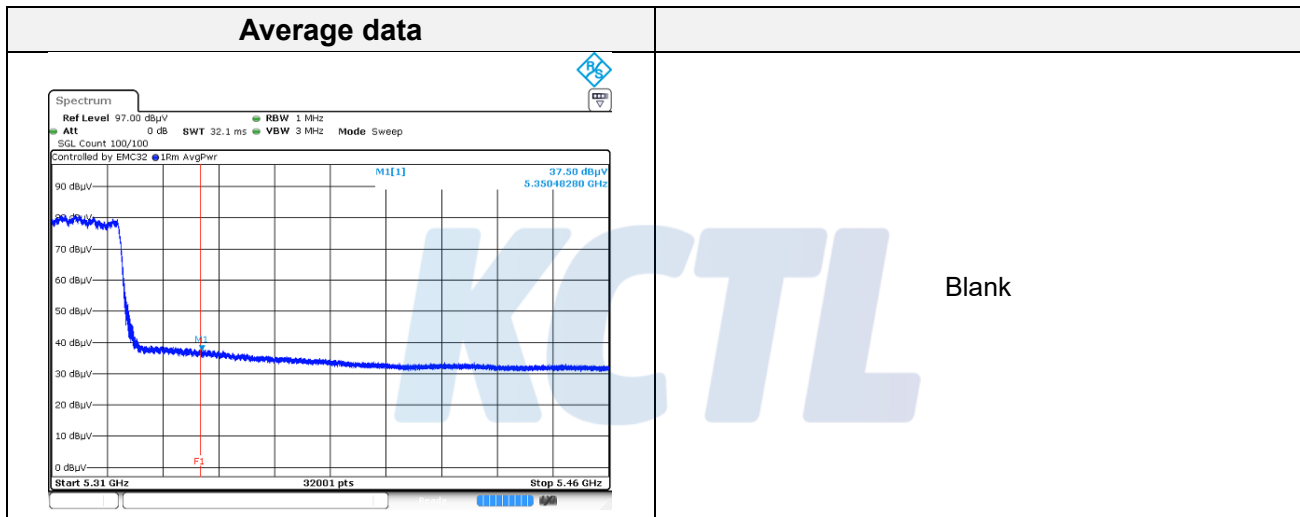 Average data
R&S
Spectrum
Ref Level 97.00 dBµV RBW 1 MHz
Att 0 dB SWT 32.1 ms VBW 3 MHz Mode Sweep
SGL Count 100/100
Controlled by EMC32 1Rm AvgPwr
M1[1] 37.50 dBµV
5.35048280 GHz
90 dBµV
80 dBµV
70 dBµV
60 dBµV
50 dBµV
40 dBµV
M1
30 dBµV
20 dBµV
10 dBµV
0 dBµV
F1
Start 5.31 GHz 32001 pts Stop 5.46 GHz
Blank
KCTL